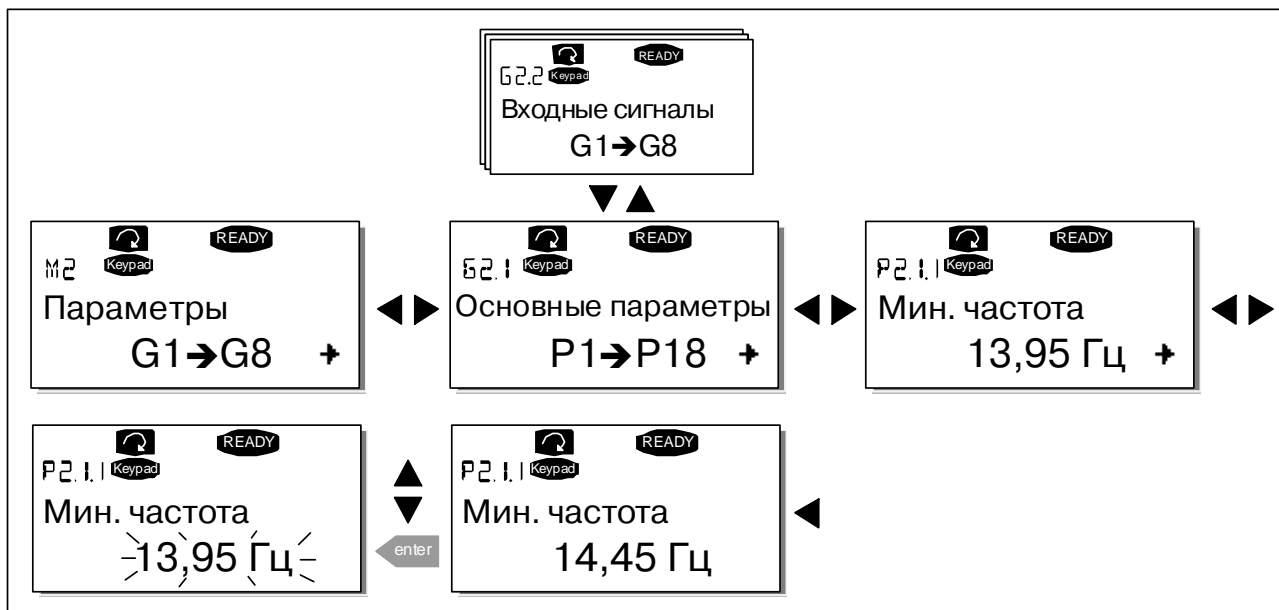 READY
G2.2 Keypad
Входные сигналы
G1➔G8
READY
M2 Keypad
Параметры
G1➔G8
READY
G2.1 Keypad
Основные параметры
P1➔P18
READY
P2.1.1 Keypad
Мин. частота
13,95 Гц
READY
P2.1.1 Keypad
Мин. частота
13,95 Гц
enter
READY
P2.1.1 Keypad
Мин. частота
14,45 Гц